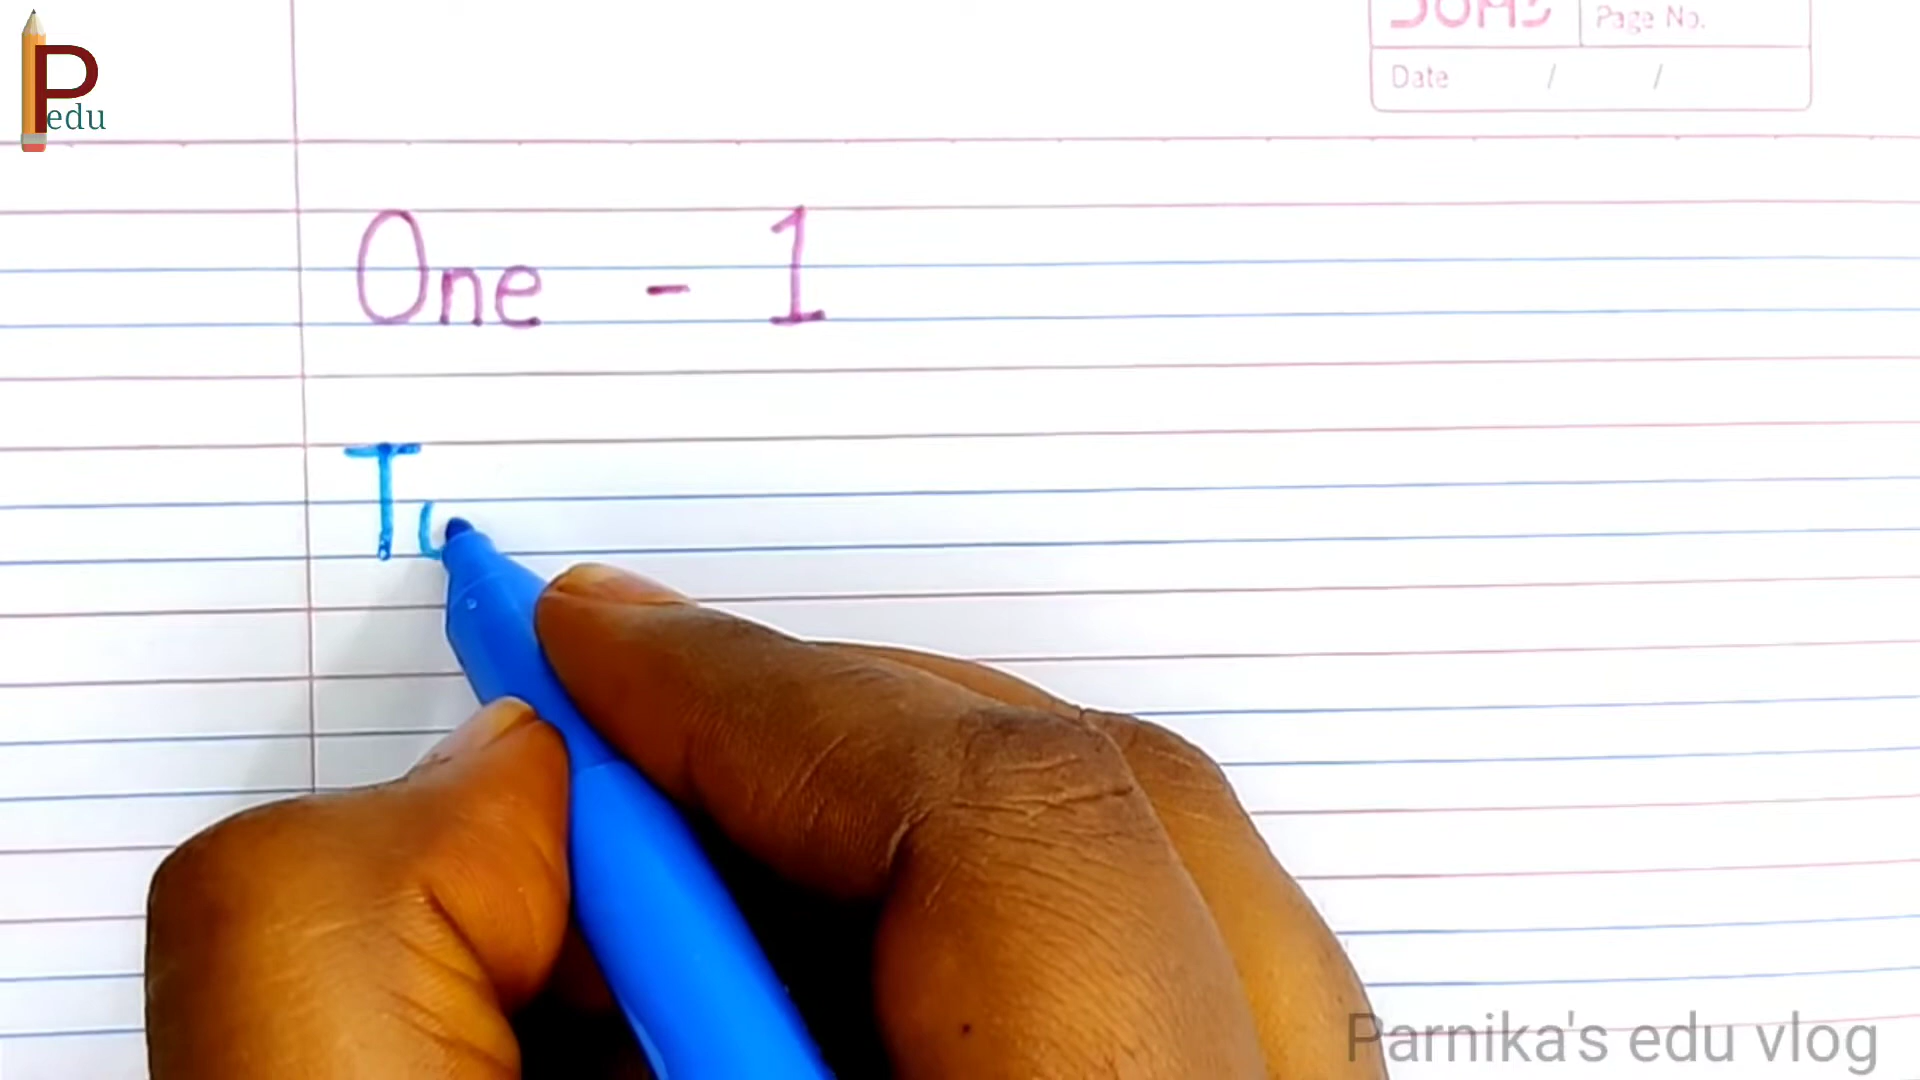 P
edu
Page No.
Date / /
One - 1
T
Parnika's edu vlog